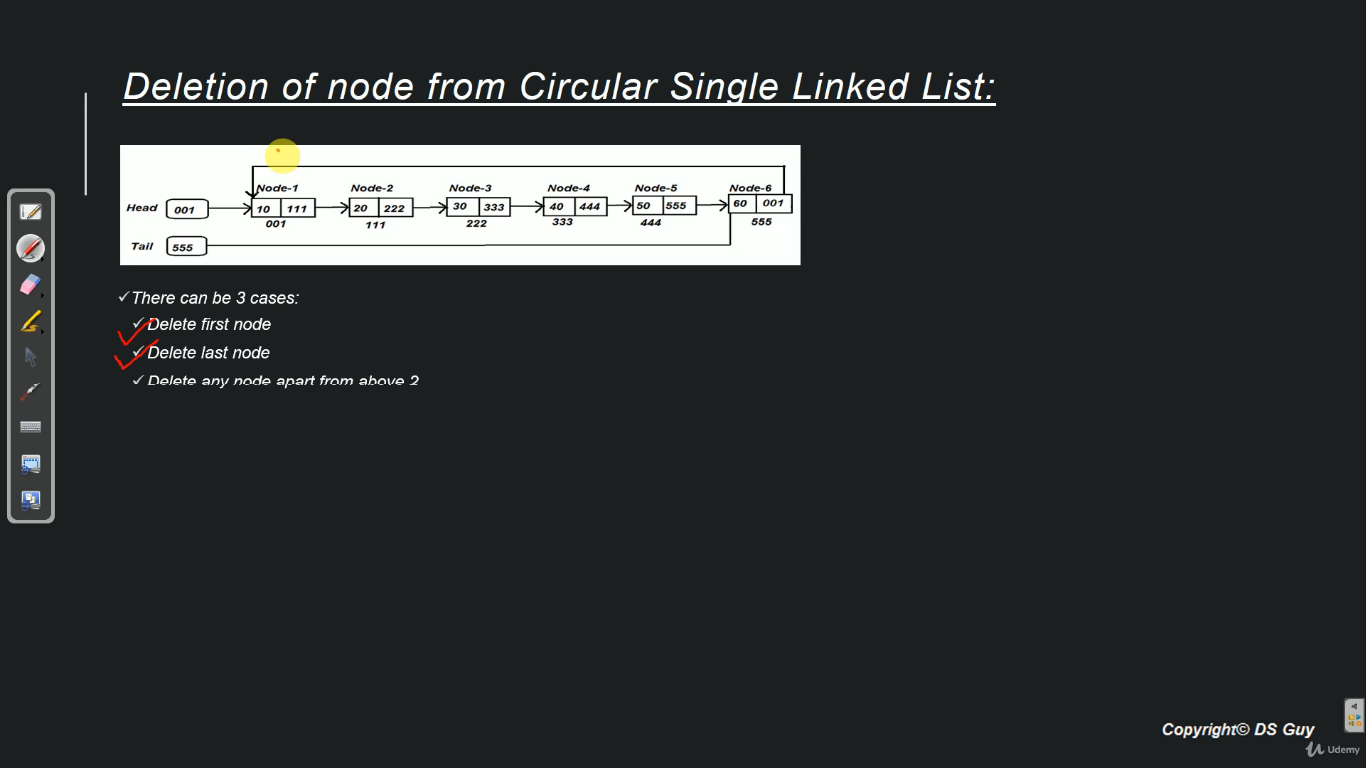 Deletion of node from Circular Single Linked List:
Node-1 Node-2 Node-3 Node-4 Node-5 Node-6
Head 001 10 111 20 222 30 333 40 444 50 555 60 001
001 111 222 333 444 555
Tail 555
✓There can be 3 cases:
✓Delete first node
✓Delete last node
✓Delete any node apart from above 2
Copyright© DS Guy
Udemy